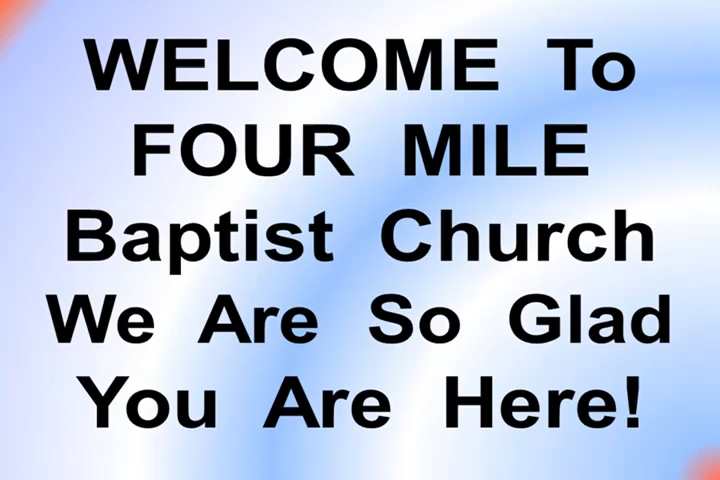 WELCOME To
FOUR MILE
Baptist Church
We Are So Glad
You Are Here!